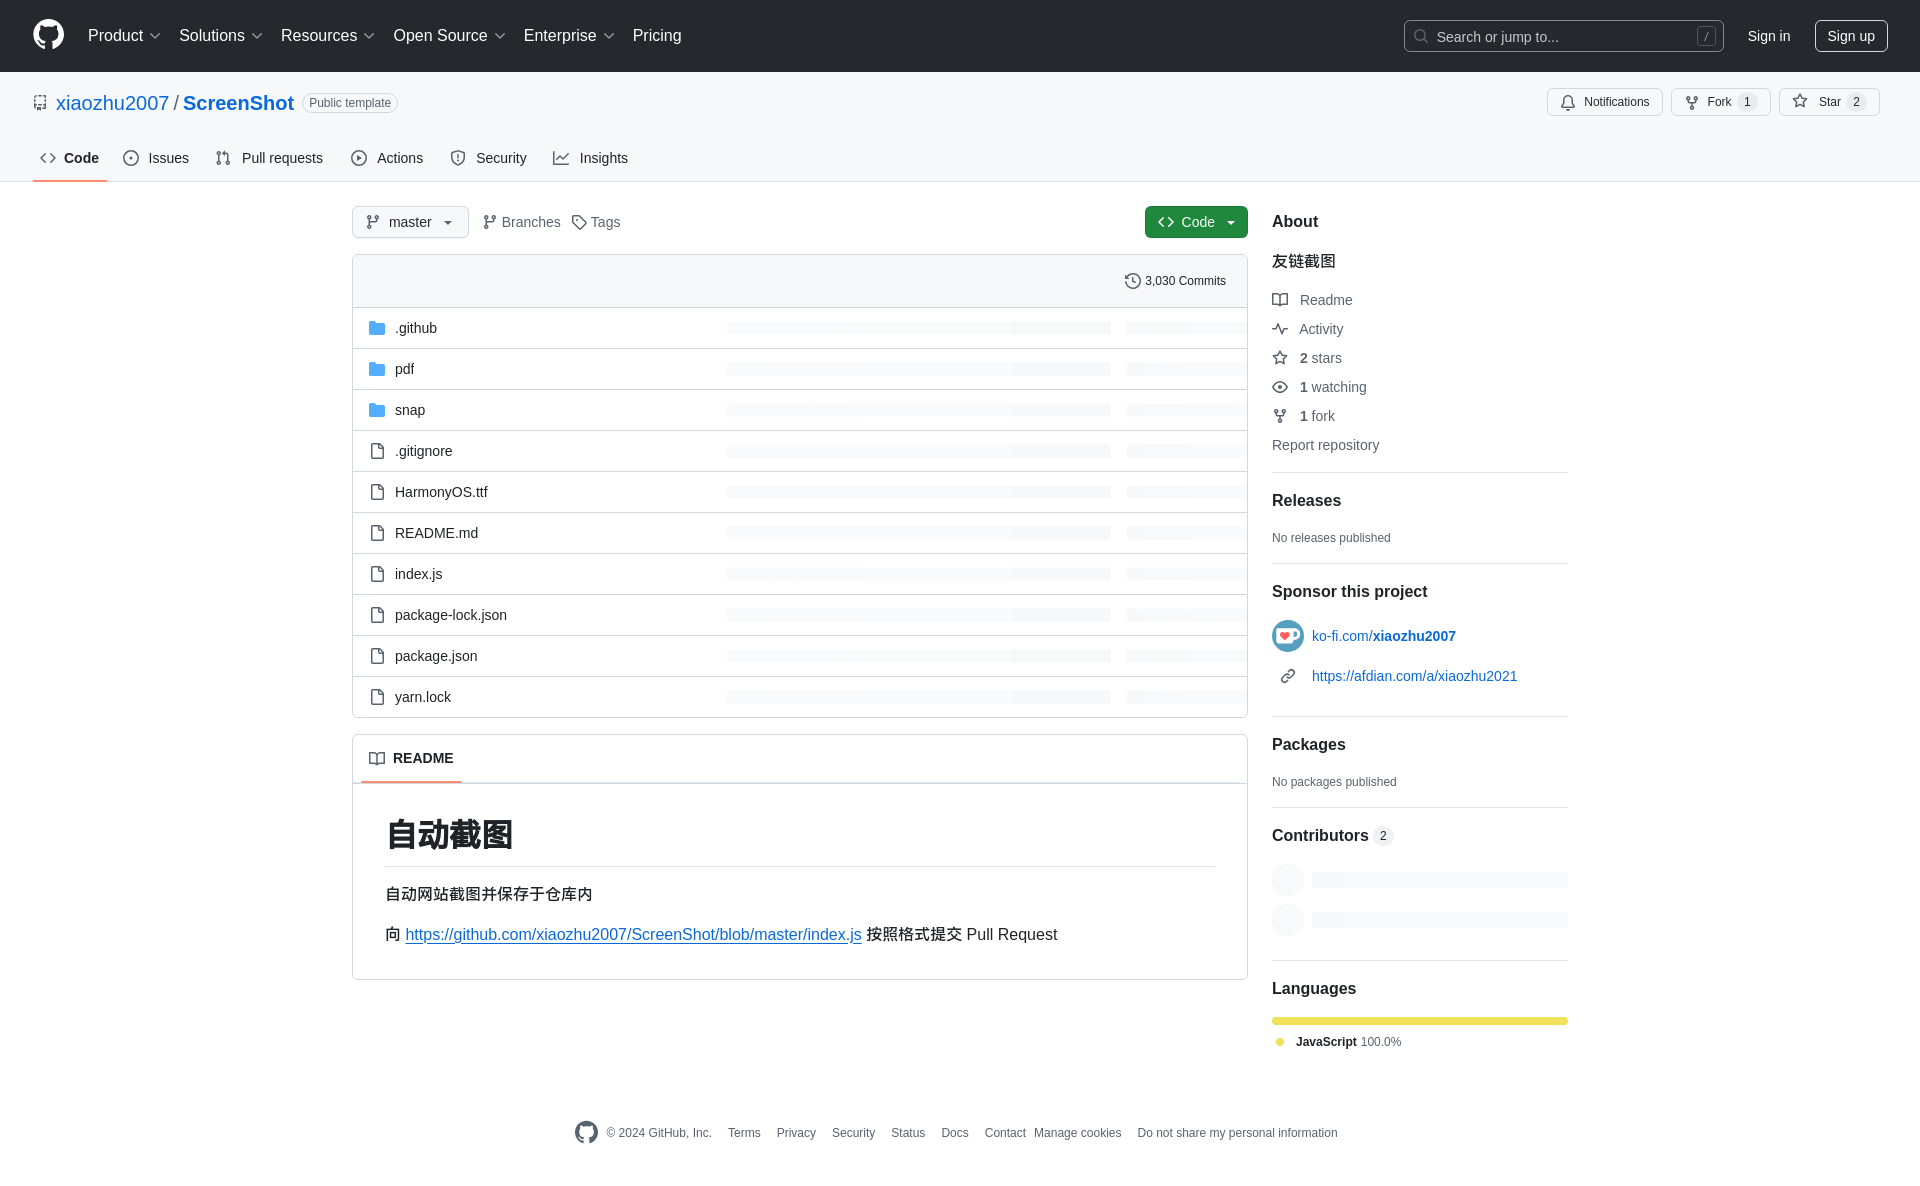 Product Solutions Resources Open Source Enterprise Pricing Search or jump to... / Sign in Sign up
xiaozhu2007 / ScreenShot Public template Notifications Fork 1 Star 2
Code Issues Pull requests Actions Security Insights
master Branches Tags Code
3,030 Commits
.github
pdf
snap
.gitignore
HarmonyOS.ttf
README.md
index.js
package-lock.json
package.json
yarn.lock
README
自动截图
自动网站截图并保存于仓库内
向 https://github.com/xiaozhu2007/ScreenShot/blob/master/index.js 按照格式提交 Pull Request
About
友链截图
Readme
Activity
2 stars
1 watching
1 fork
Report repository
Releases
No releases published
Sponsor this project
ko-fi.com/xiaozhu2007
https://afdian.com/a/xiaozhu2021
Packages
No packages published
Contributors 2
Languages
JavaScript 100.0%
© 2024 GitHub, Inc. Terms Privacy Security Status Docs Contact Manage cookies Do not share my personal information